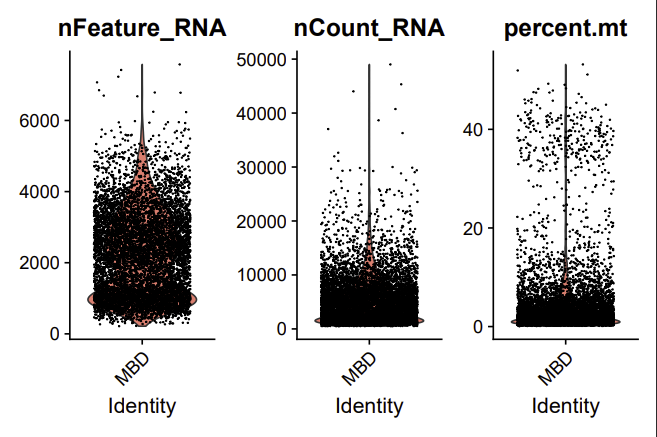 nFeature_RNA
6000
4000
2000
0
MBD
Identity
nCount_RNA
50000
40000
30000
20000
10000
0
MBD
Identity
percent.mt
40
20
0
MBD
Identity